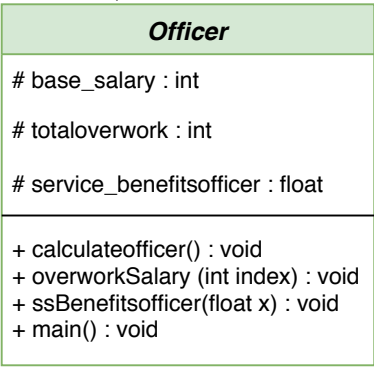 Officer
# base_salary : int
# totaloverwork : int
# service_benefitsofficer : float
+ calculateofficer() : void
+ overworkSalary (int index) : void
+ ssBenefitsofficer(float x) : void
+ main() : void